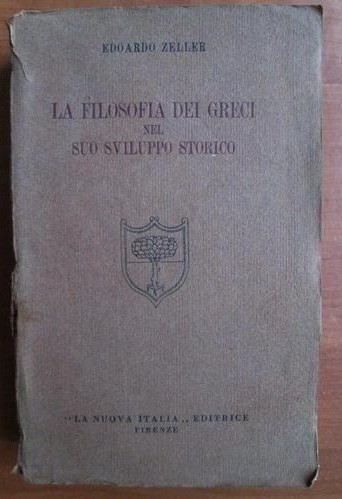 EDOARDO ZELLER
LA FILOSOFIA DEI GRECI
NEL
SUO SVILUPPO STORICO
"LA NUOVA ITALIA„ EDITRICE
FIRENZE